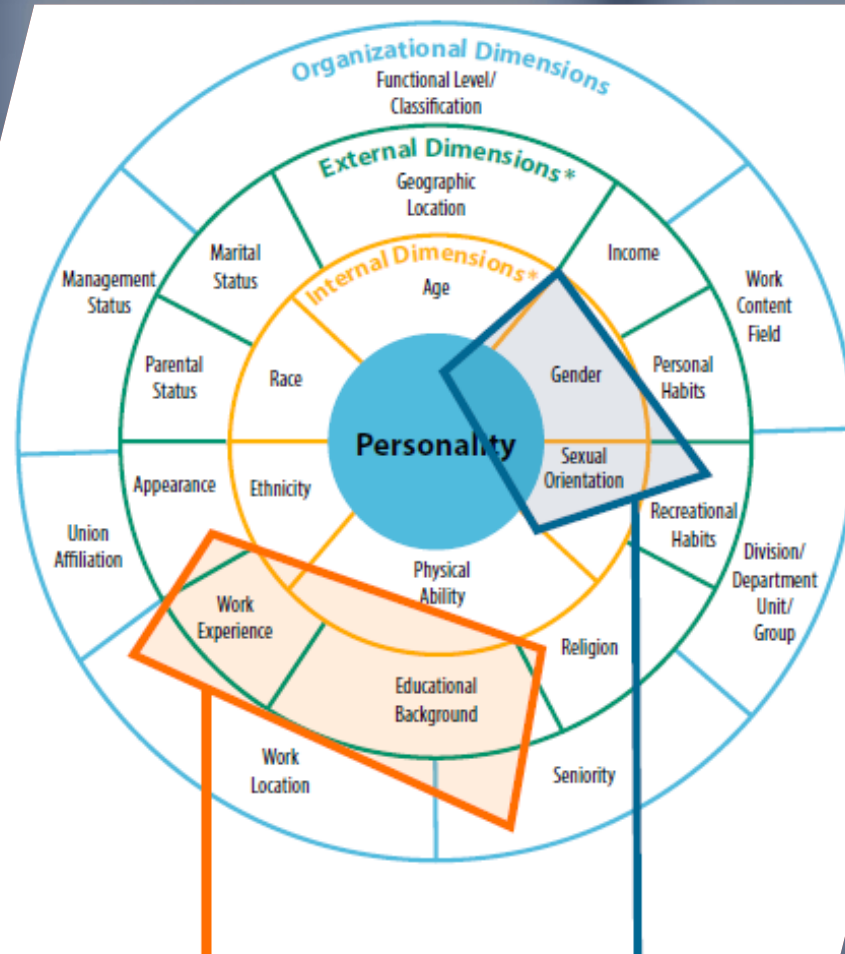 Organizational Dimensions
Functional Level/
Classification
External Dimensions*
Geographic
Location
Internal Dimensions*
Age
Marital
Status
Income
Management
Status
Work
Content
Field
Parental
Status
Race
Gender
Personal
Habits
Personality
Appearance
Ethnicity
Sexual
Orientation
Recreational
Habits
Union
Affiliation
Division/
Department
Unit/
Group
Physical
Ability
Work
Experience
Religion
Educational
Background
Work
Location
Seniority